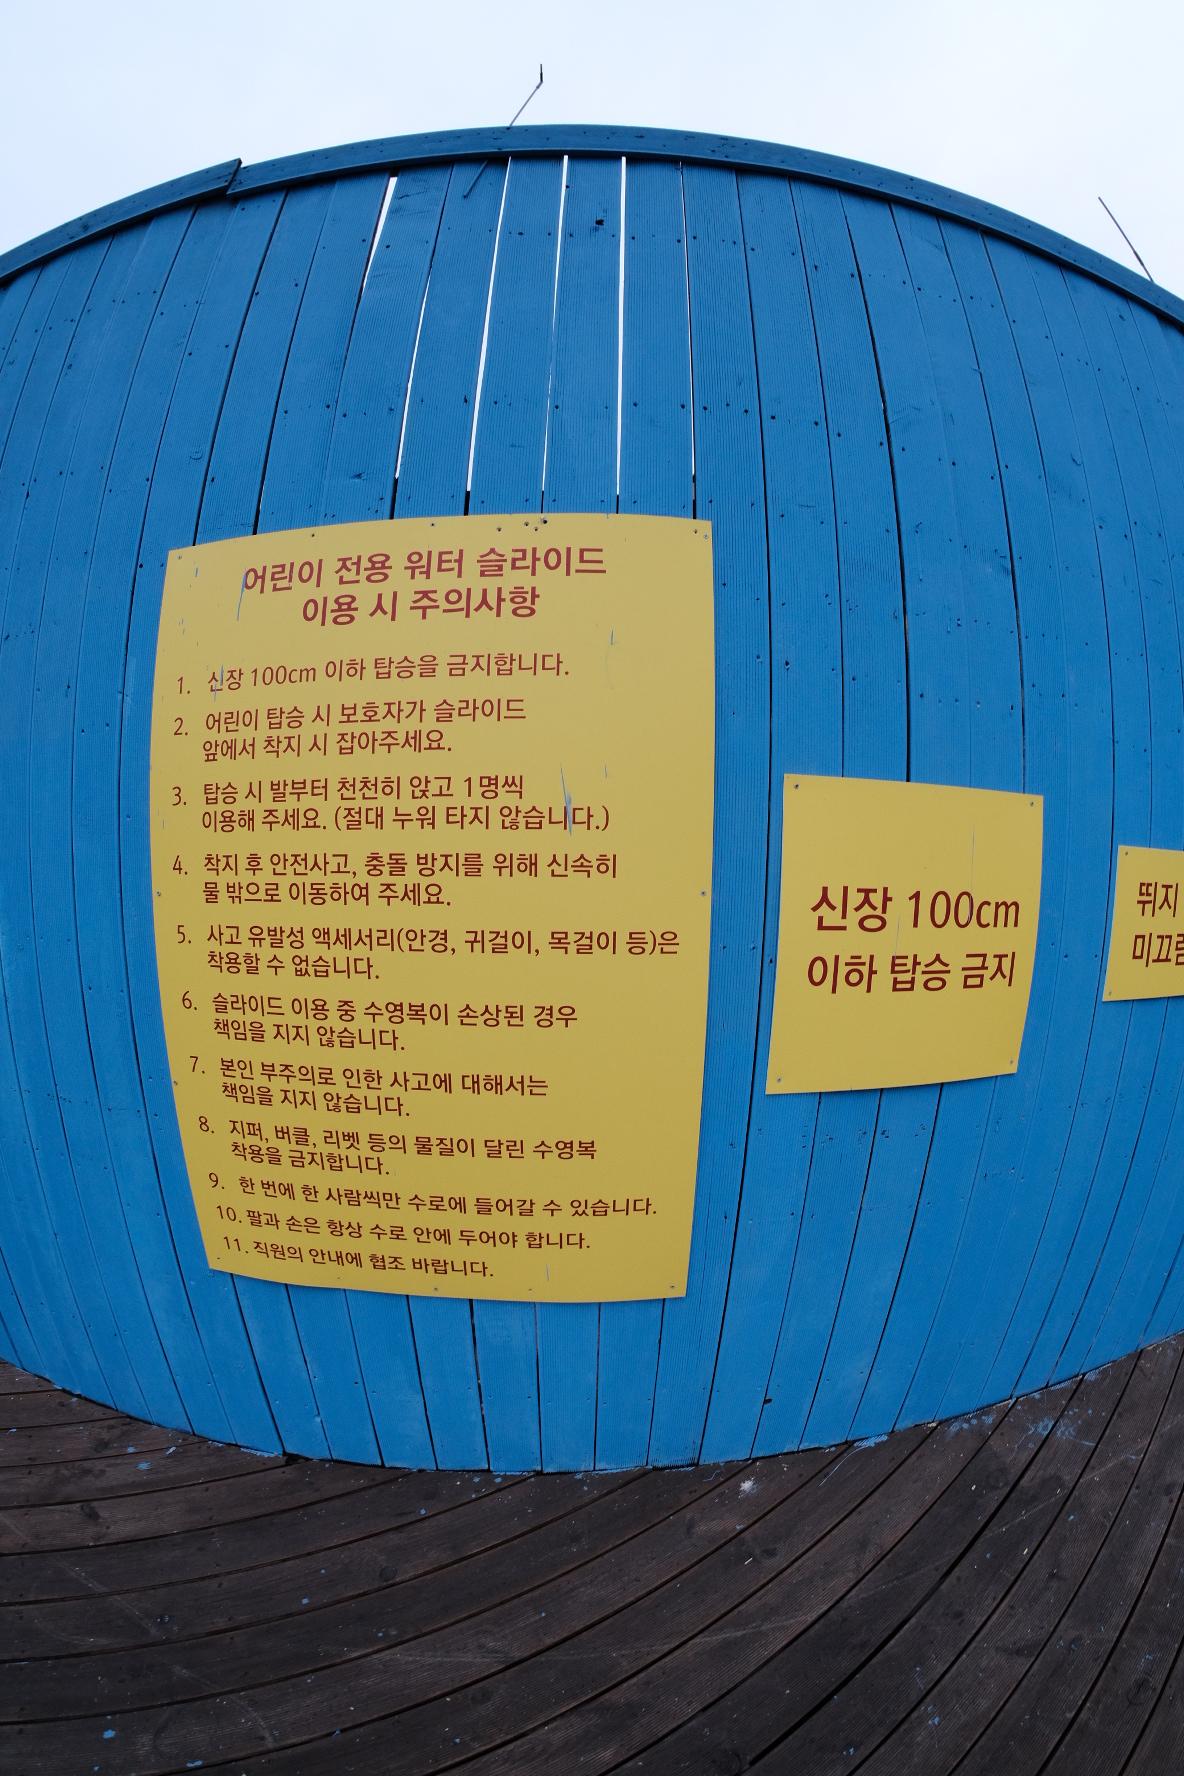 어린이 전용 워터 슬라이드
이용 시 주의사항
1. 신장 100cm 이하 탑승을 금지합니다.
2. 어린이 탑승 시 보호자가 슬라이드
앞에서 착지 시 잡아주세요.
3. 탑승 시 발부터 천천히 앉고 1명씩
이용해 주세요. (절대 누워 타지 않습니다.)
4. 착지 후 안전사고, 충돌 방지를 위해 신속히
물 밖으로 이동하여 주세요.
5. 사고 유발성 액세서리(안경, 귀걸이, 목걸이 등)은
착용할 수 없습니다.
6. 슬라이드 이용 중 수영복이 손상된 경우
책임을 지지 않습니다.
7. 본인 부주의로 인한 사고에 대해서는
책임을 지지 않습니다.
8. 지퍼, 버클, 리벳 등의 물질이 달린 수영복
착용을 금지합니다.
9. 한 번에 한 사람씩만 수로에 들어갈 수 있습니다.
10. 팔과 손은 항상 수로 안에 두어야 합니다.
11. 직원의 안내에 협조 바랍니다.
신장 100cm
이하 탑승 금지
뛰지
미끄럼